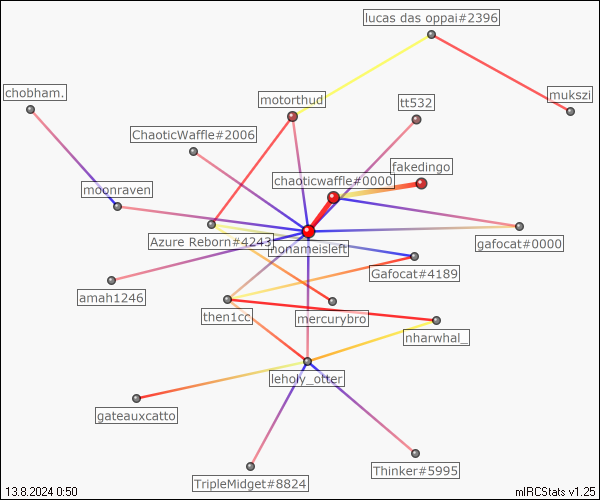 lucas das oppai#2396
chobham.
mukszi
motorthud
tt532
ChaoticWaffle#2006
fakedingo
chaoticwaffle#0000
moonraven
Azure Reborn#4243
nonameisleft
gafocat#0000
Gafocat#4189
amah1246
then1cc
mercurybro
nharwhal_
leholy_otter
gateauxcatto
Thinker#5995
TripleMidget#8824
13.8.2024 0:50
mIRCStats v1.25